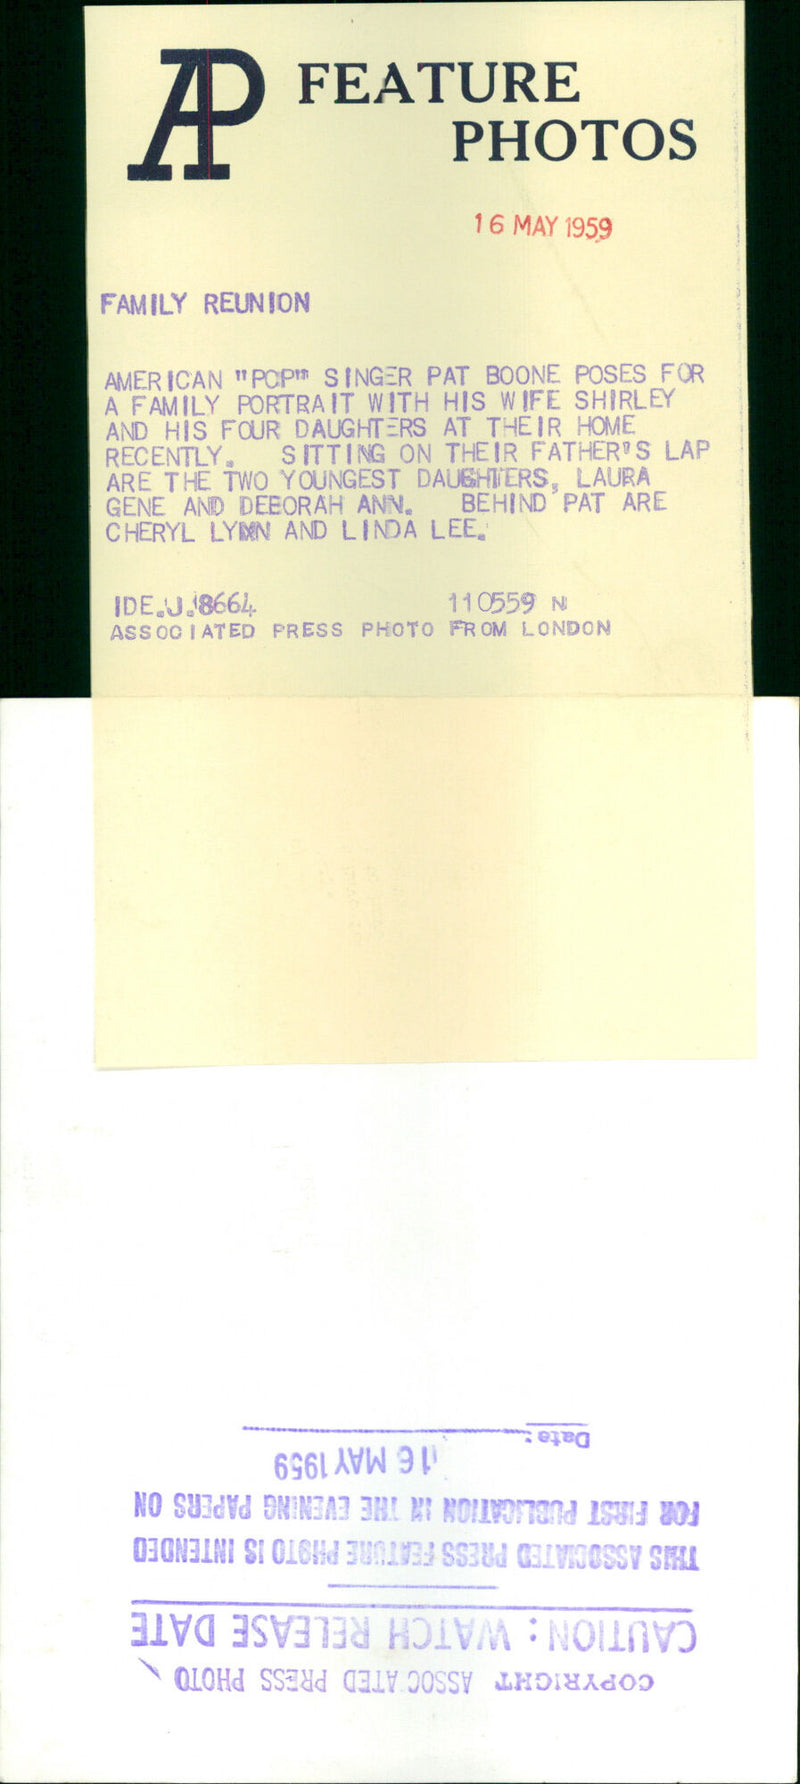 AP FEATURE
PHOTOS
16 MAY 1959
FAMILY REUNION
AMERICAN "POP" SINGER PAT BOONE POSES FOR
A FAMILY PORTRAIT WITH HIS WIFE SHIRLEY
AND HIS FOUR DAUGHTERS AT THEIR HOME
RECENTLY. SITTING ON THEIR FATHER'S LAP
ARE THE TWO YOUNGEST DAUGHTERS, LAURA
GENE AND DEBORAH ANN. BEHIND PAT ARE
CHERYL LYNN AND LINDA LEE.
IDE.J.18664 110559 N
ASSOCIATED PRESS PHOTO FROM LONDON
COPYRIGHT ASSOCIATED PRESS PHOTO
CAUTION: WATCH RELEASE DATE
THIS ASSOCIATED PRESS FEATURE PHOTO IS INTENDED
FOR FIRST PUBLICATION IN THE EVENING PAPERS ON
16 MAY 1959
Date: